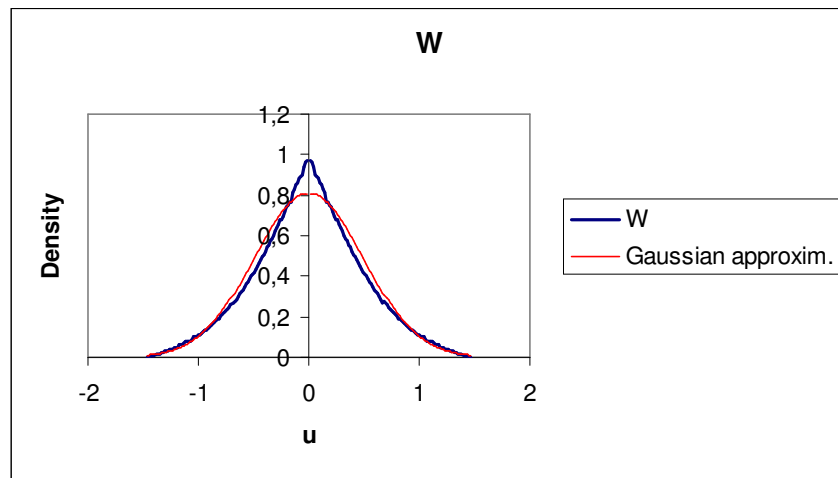 W
1,2
1
0,8
0,6
0,4
0,2
0
-2 -1 0 1 2
Density
u
W
Gaussian approxim.